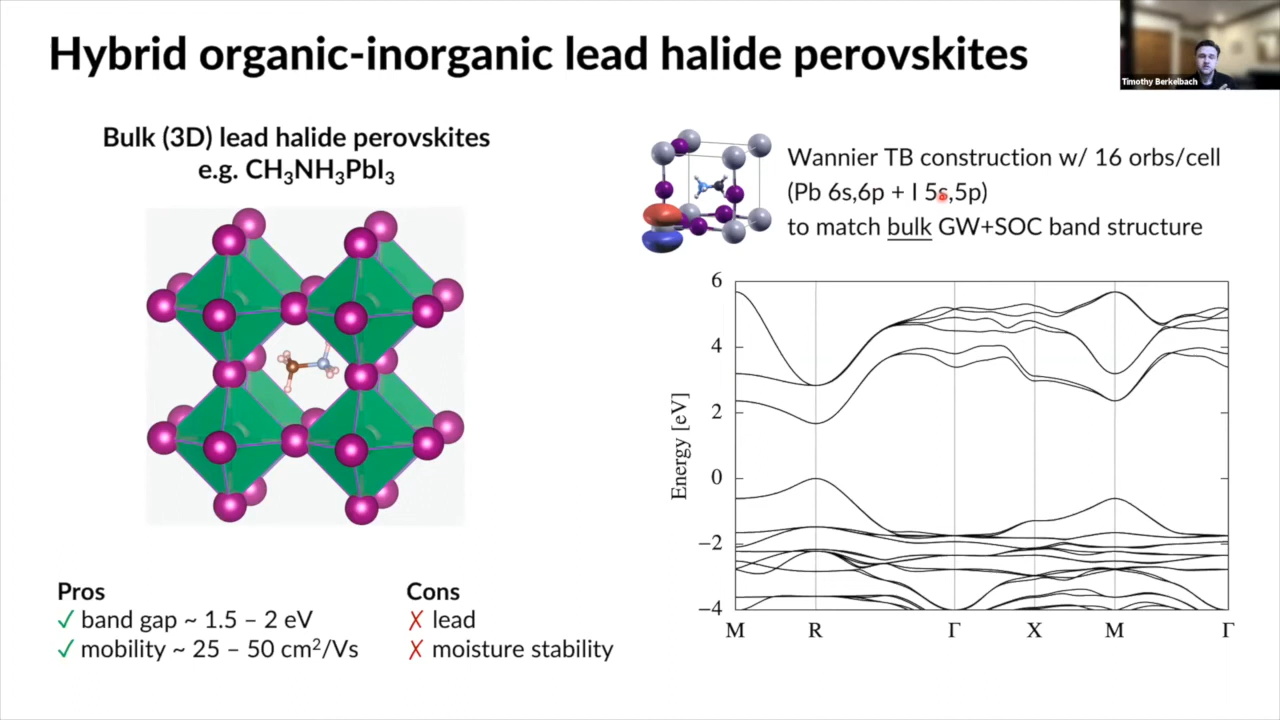 Hybrid organic-inorganic lead halide perovskites
Timothy Berkelbach
Bulk (3D) lead halide perovskites
e.g. CH₃NH₃PbI₃
Wannier TB construction w/ 16 orbs/cell
(Pb 6s,6p + I 5s,5p)
to match bulk GW+SOC band structure
6
4
2
0
−2
−4
Energy [eV]
M R Γ X M Γ
Pros
✓ band gap ~ 1.5 – 2 eV
✓ mobility ~ 25 – 50 cm²/Vs
Cons
✗ lead
✗ moisture stability